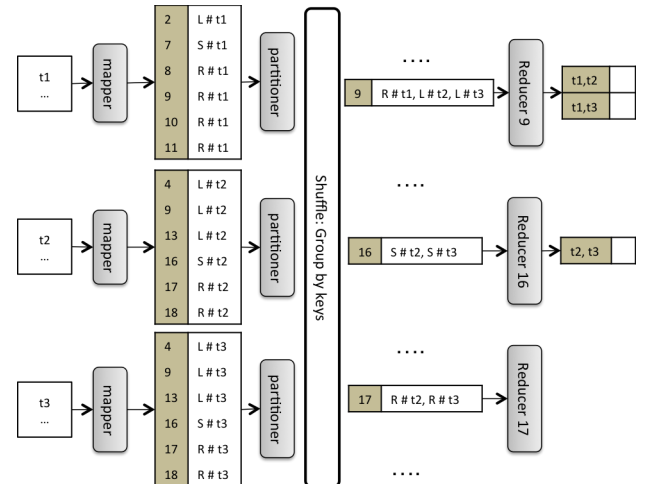 t1
...
mapper
2 L # t1
7 S # t1
8 R # t1
9 R # t1
10 R # t1
11 R # t1
partitioner
t2
...
mapper
4 L # t2
9 L # t2
13 L # t2
16 S # t2
17 R # t2
18 R # t2
partitioner
t3
...
mapper
4 L # t3
9 L # t3
13 L # t3
16 S # t3
17 R # t3
18 R # t3
partitioner
Shuffle: Group by keys
....
9 R # t1, L # t2, L # t3
Reducer 9
t1,t2
t1,t3
....
16 S # t2, S # t3
Reducer 16
t2, t3
....
17 R # t2, R # t3
Reducer 17
....